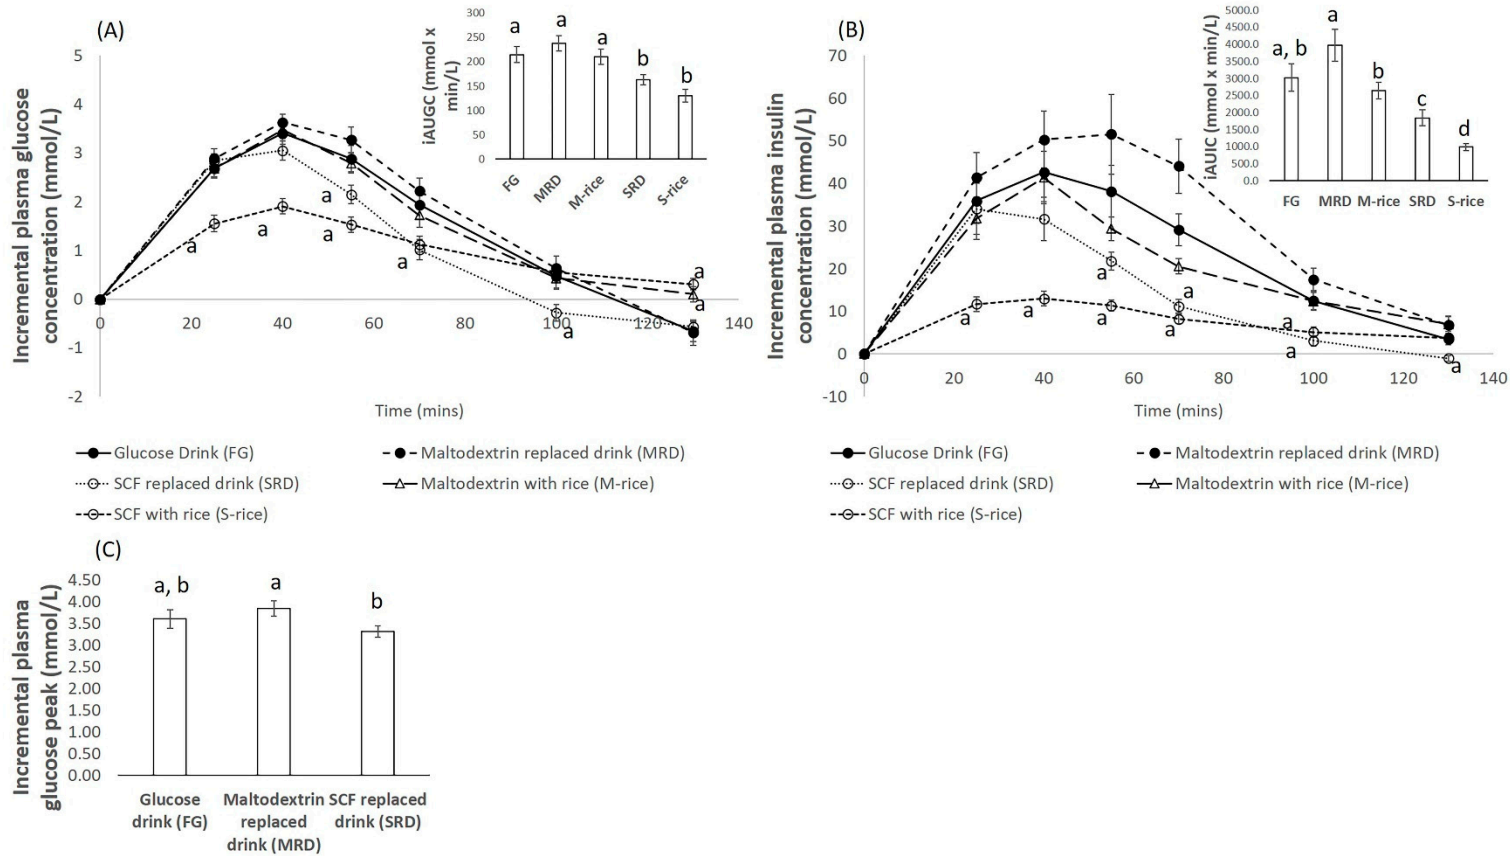 (A)
Incremental plasma glucose
concentration (mmol/L)
5
4
3
2
1
0
-1
-2
0
20
40
60
80
100
120
140
Time (mins)
a
a
a
a
a
a
a
a
iAUGC (mmol x
min/L)
300
250
200
150
100
50
0
a
a
a
b
b
FG
MRD
M-rice
SRD
S-rice
Glucose Drink (FG)
Maltodextrin replaced drink (MRD)
SCF replaced drink (SRD)
Maltodextrin with rice (M-rice)
SCF with rice (S-rice)
(B)
Incremental plasma insulin
concentration (mmol/L)
70
60
50
40
30
20
10
0
-10
0
20
40
60
80
100
120
140
Time (mins)
a
a
a
a
a
a
a
a
a
iAUIC (mmol x min/L)
5000.0
4500.0
4000.0
3500.0
3000.0
2500.0
2000.0
1500.0
1000.0
500.0
0.0
a, b
a
b
c
d
FG
MRD
M-rice
SRD
S-rice
Glucose Drink (FG)
Maltodextrin replaced drink (MRD)
SCF replaced drink (SRD)
Maltodextrin with rice (M-rice)
SCF with rice (S-rice)
(C)
Incremental plasma
glucose peak (mmol/L)
4.50
4.00
3.50
3.00
2.50
2.00
1.50
1.00
0.50
0.00
a, b
a
b
Glucose
drink (FG)
Maltodextrin
replaced
drink (MRD)
SCF replaced
drink (SRD)